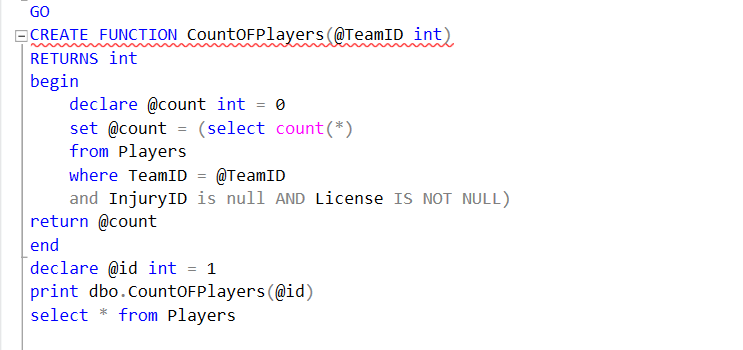 GO
CREATE FUNCTION CountOFPlayers(@TeamID int)
RETURNS int
begin
declare @count int = 0
set @count = (select count(*)
from Players
where TeamID = @TeamID
and InjuryID is null AND License IS NOT NULL)
return @count
end
declare @id int = 1
print dbo.CountOFPlayers(@id)
select * from Players